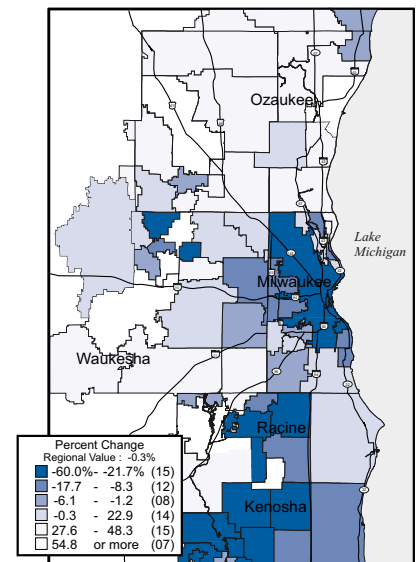 Ozaukee
Lake
Michigan
Milwaukee
Waukesha
Racine
Kenosha
Percent Change
Regional Value : -0.3%
-60.0% - -21.7% (15)
-17.7 - -8.3 (12)
-6.1 - -1.2 (08)
-0.3 - 22.9 (14)
27.6 - 48.3 (15)
54.8 or more (07)